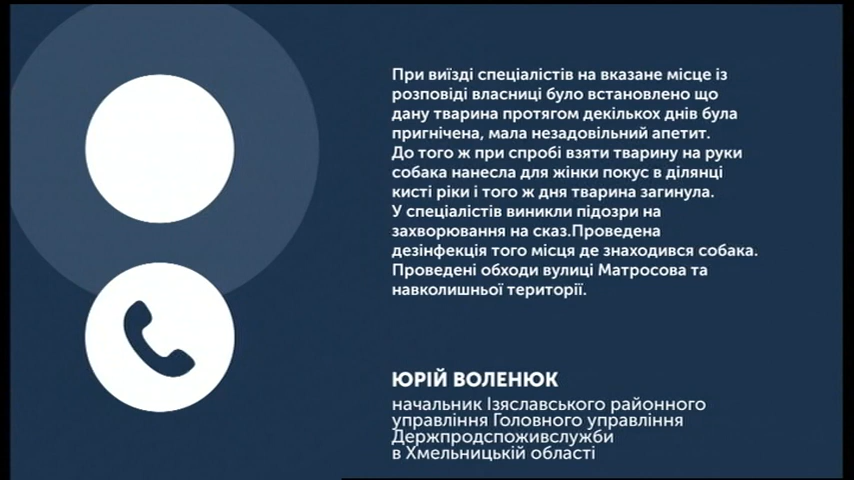 При виїзді спеціалістів на вказане місце із
розповіді власниці було встановлено що
дану тварина протягом декількох днів була
пригнічена, мала незадовільний апетит.
До того ж при спробі взяти тварину на руки
собака нанесла для жінки покус в ділянці
кисті ріки і того ж дня тварина загинула.
У спеціалістів виникли підозри на
захворювання на сказ.Проведена
дезінфекція того місця де знаходився собака.
Проведені обходи вулиці Матросова та
навколишньої території.
ЮРІЙ ВОЛЕНЮК
начальник Ізяславського районного
управління Головного управління
Держпродспоживслужби
в Хмельницькій області